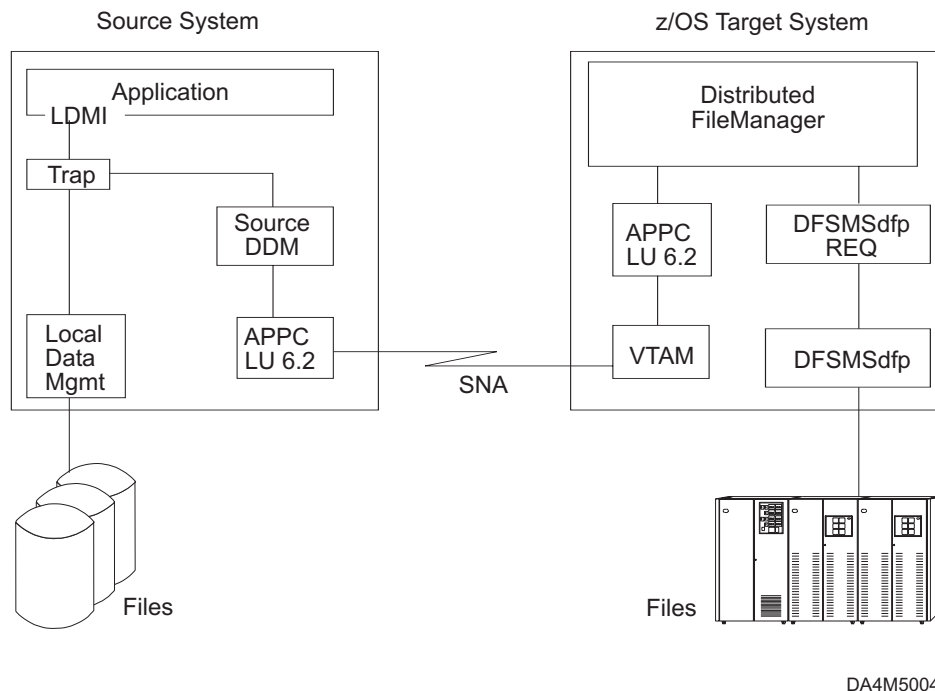 Source System
z/OS Target System
Application
LDMI
Trap
Source
DDM
Local
Data
Mgmt
APPC
LU 6.2
SNA
Distributed
FileManager
APPC
LU 6.2
DFSMSdfp
REQ
VTAM
DFSMSdfp
Files
Files
DA4M5004